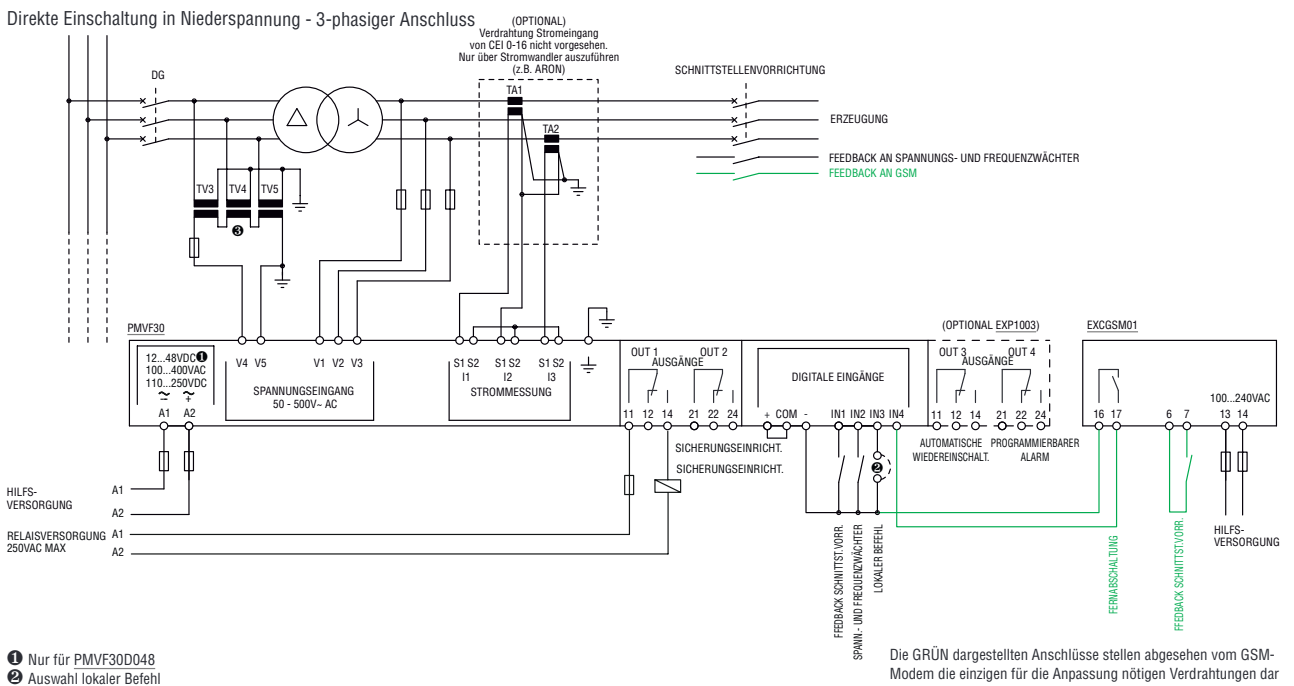 Direkte Einschaltung in Niederspannung - 3-phasiger Anschluss
(OPTIONAL)
Verdrahtung Stromeingang
von CEI 0-16 nicht vorgesehen.
Nur über Stromwandler auszuführen
(z.B. ARON)
DG
TA1
TA2
SCHNITTSTELLENVORRICHTUNG
ERZEUGUNG
FEEDBACK AN SPANNUNGS- UND FREQUENZWÄCHTER
FEEDBACK AN GSM
TV3 TV4 TV5
❸
PMVF30
(OPTIONAL EXP1003)
EXCGSM01
12...48VDC❶
100...400VAC
110...250VDC
~ ~
− +
A1 A2
V4 V5 V1 V2 V3
SPANNUNGSEINGANG
50 - 500V~ AC
S1 S2 S1 S2 S1 S2
I1 I2 I3
STROMMESSUNG
OUT 1 OUT 2
AUSGÄNGE
11 12 14 21 22 24
DIGITALE EINGÄNGE
+ COM - IN1 IN2 IN3 IN4
OUT 3 OUT 4
AUSGÄNGE
11 12 14 21 22 24
100...240VAC
16 17 6 7 13 14
SICHERUNGSEINRICHT.
SICHERUNGSEINRICHT.
❷
AUTOMATISCHE
WIEDEREINSCHALT.
PROGRAMMIERBARER
ALARM
HILFS-
VERSORGUNG
A1
A2
RELAISVERSORGUNG
250VAC MAX
A1
A2
FFEDBACK SCHNITTST.VORR.
SPANN.- UND FREQUENZWÄCHTER
LOKALER BEFEHL
FERNABSCHALTUNG
FFEDBACK SCHNITTST.VORR.
HILFS-
VERSORGUNG
❶ Nur für PMVF30D048
❷ Auswahl lokaler Befehl
Die GRÜN dargestellten Anschlüsse stellen abgesehen vom GSM-
Modem die einzigen für die Anpassung nötigen Verdrahtungen dar